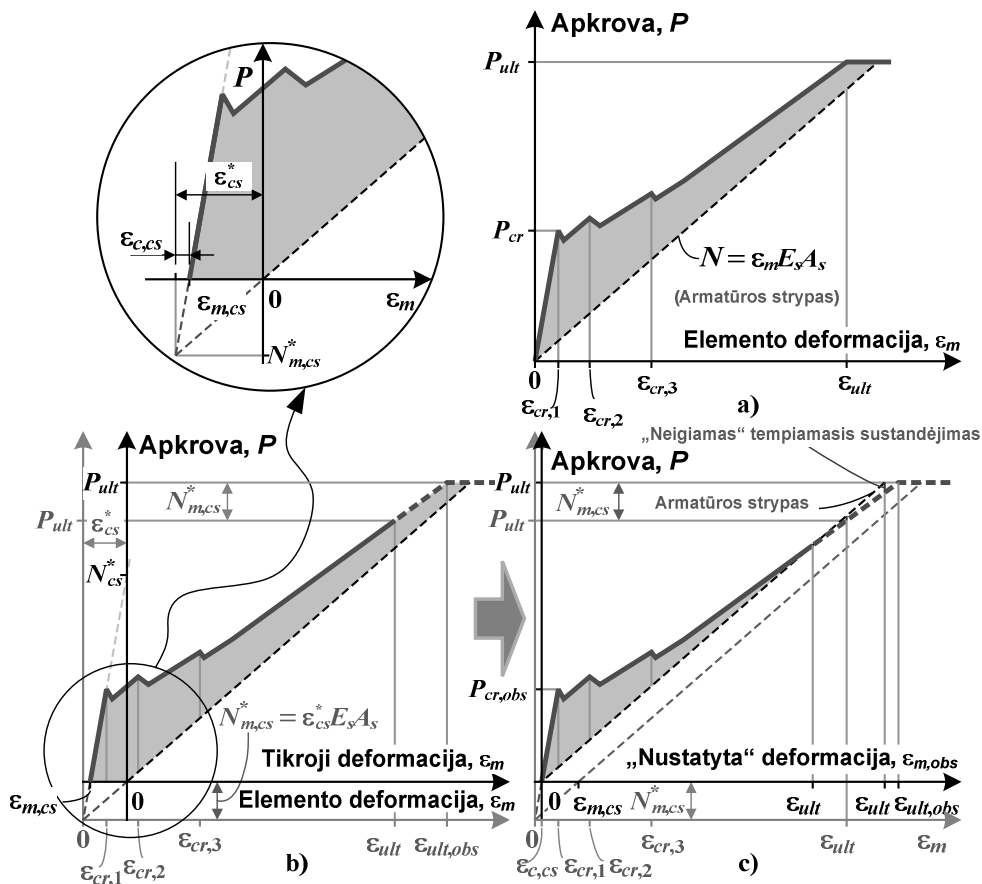 P
ε*cs
εc,cs
εm,cs
0
εm
N*m,cs
Apkrova, P
Pult
Pcr
N = εmEsAs
(Armatūros strypas)
Elemento deformacija, εm
0
εcr,1
εcr,2
εcr,3
εult
a)
Apkrova, P
Pult
N*m,cs
Pult
ε*cs
N*cs
N*m,cs = ε*csEsAs
Tikroji deformacija, εm
εm,cs
0
Elemento deformacija, εm
0
εcr,1
εcr,2
εcr,3
εult
εult,obs
b)
„Neigiamas“ tempiamasis sustandėjimas
Apkrova, P
Pult
N*m,cs
Armatūros strypas
Pult
Pcr,obs
„Nustatyta“ deformacija, εm,obs
0
εm,cs
N*m,cs
εult
εult
εult,obs
0
εc,cs
εcr,1
εcr,2
εcr,3
εult
εm
c)